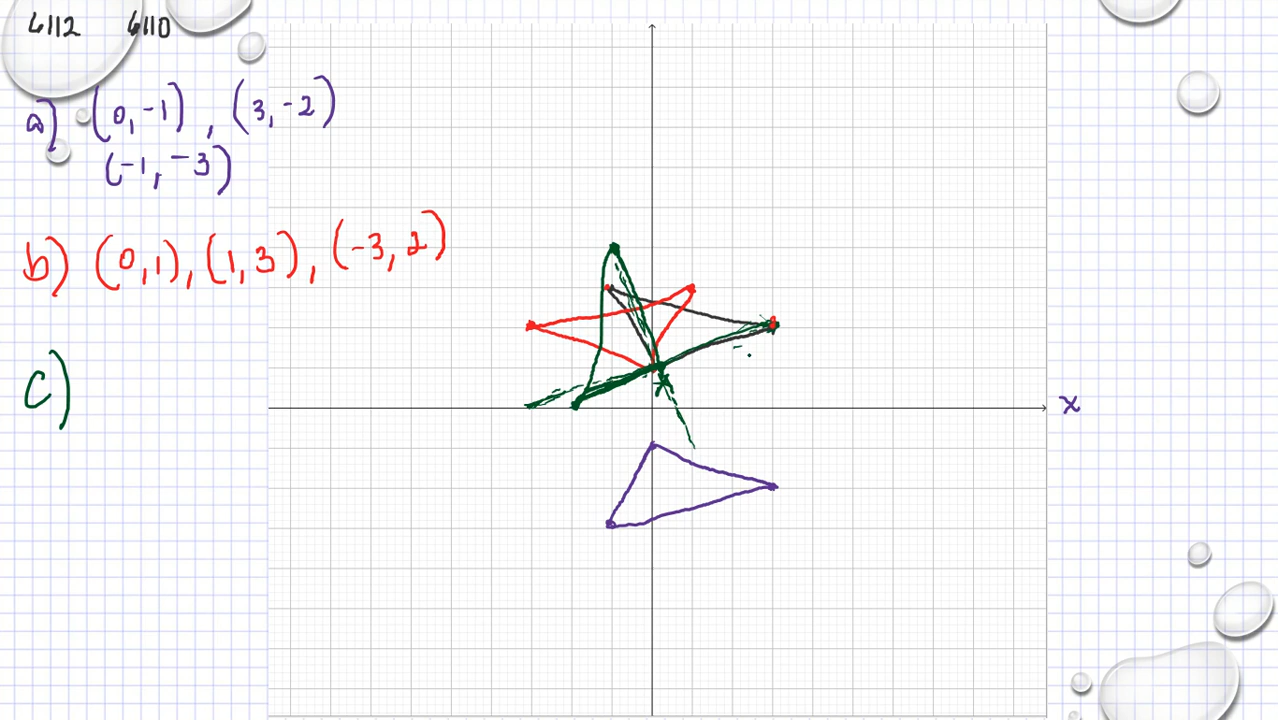 6112 6110
a) (0,-1), (3,-2)
(-1,-3)
b) (0,1), (1,3), (-3,2)
c)
x